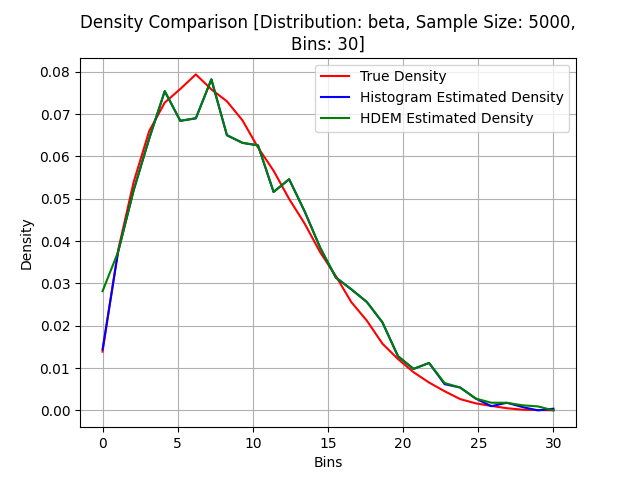 Density Comparison [Distribution: beta, Sample Size: 5000,
Bins: 30]
True Density
Histogram Estimated Density
HDEM Estimated Density
Density
0.08
0.07
0.06
0.05
0.04
0.03
0.02
0.01
0.00
0 5 10 15 20 25 30
Bins